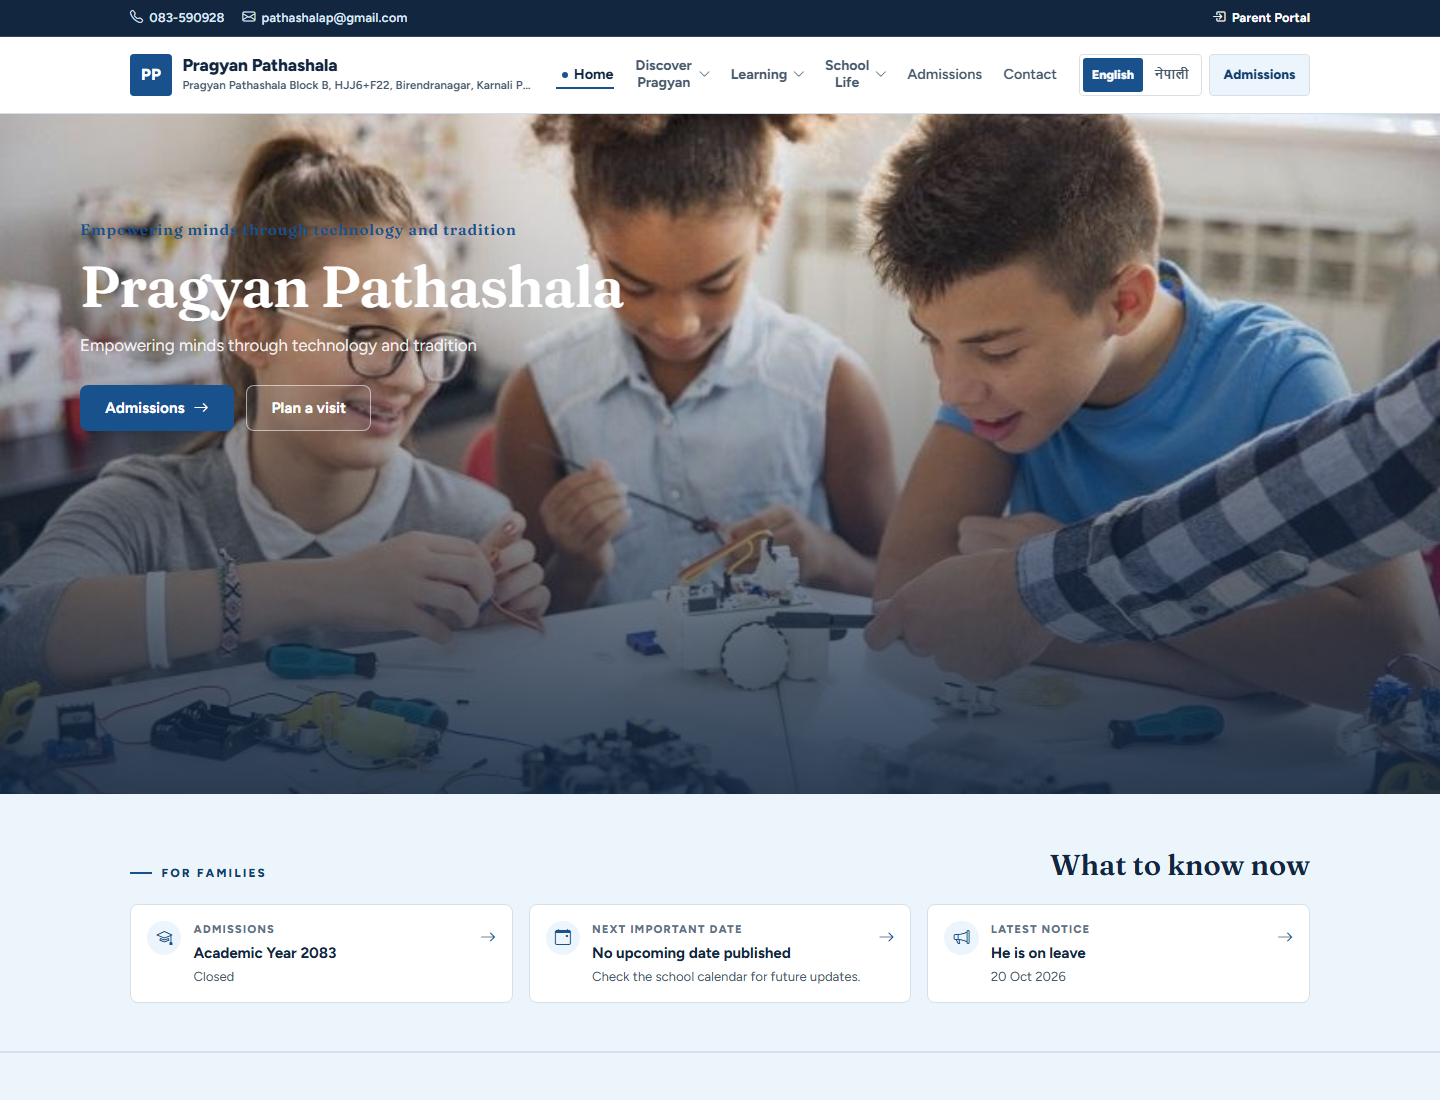 083-590928 pathashalap@gmail.com Parent Portal
PP
Pragyan Pathashala
Pragyan Pathashala Block B, HJJ6+F22, Birendranagar, Karnali P...
Home
Discover
Pragyan
Learning
School
Life
Admissions
Contact
English
नेपाली
Admissions
Empowering minds through technology and tradition
Pragyan Pathashala
Empowering minds through technology and tradition
Admissions
Plan a visit
FOR FAMILIES
What to know now
ADMISSIONS
Academic Year 2083
Closed
NEXT IMPORTANT DATE
No upcoming date published
Check the school calendar for future updates.
LATEST NOTICE
He is on leave
20 Oct 2026